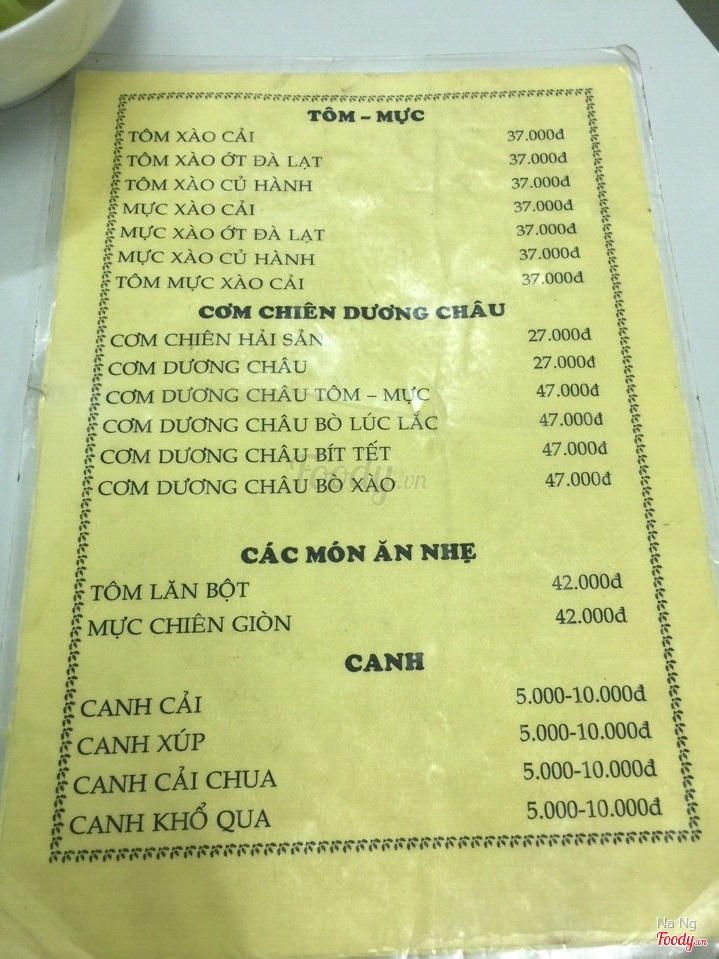 TÔM – MỰC
TÔM XÀO CẢI 37.000đ
TÔM XÀO ỚT ĐÀ LẠT 37.000đ
TÔM XÀO CỦ HÀNH 37.000đ
MỰC XÀO CẢI 37.000đ
MỰC XÀO ỚT ĐÀ LẠT 37.000đ
MỰC XÀO CỦ HÀNH 37.000đ
TÔM MỰC XÀO CẢI 37.000đ
CƠM CHIÊN DƯƠNG CHÂU
CƠM CHIÊN HẢI SẢN 27.000đ
CƠM DƯƠNG CHÂU 27.000đ
CƠM DƯƠNG CHÂU TÔM – MỰC 47.000đ
CƠM DƯƠNG CHÂU BÒ LÚC LẮC 47.000đ
CƠM DƯƠNG CHÂU BÍT TẾT 47.000đ
CƠM DƯƠNG CHÂU BÒ XÀO 47.000đ
Foody.vn
CÁC MÓN ĂN NHẸ
TÔM LĂN BỘT 42.000đ
MỰC CHIÊN GIÒN 42.000đ
CANH
CANH CẢI 5.000-10.000đ
CANH XÚP 5.000-10.000đ
CANH CẢI CHUA 5.000-10.000đ
CANH KHỔ QUA 5.000-10.000đ
Na Ng
Foody.vn